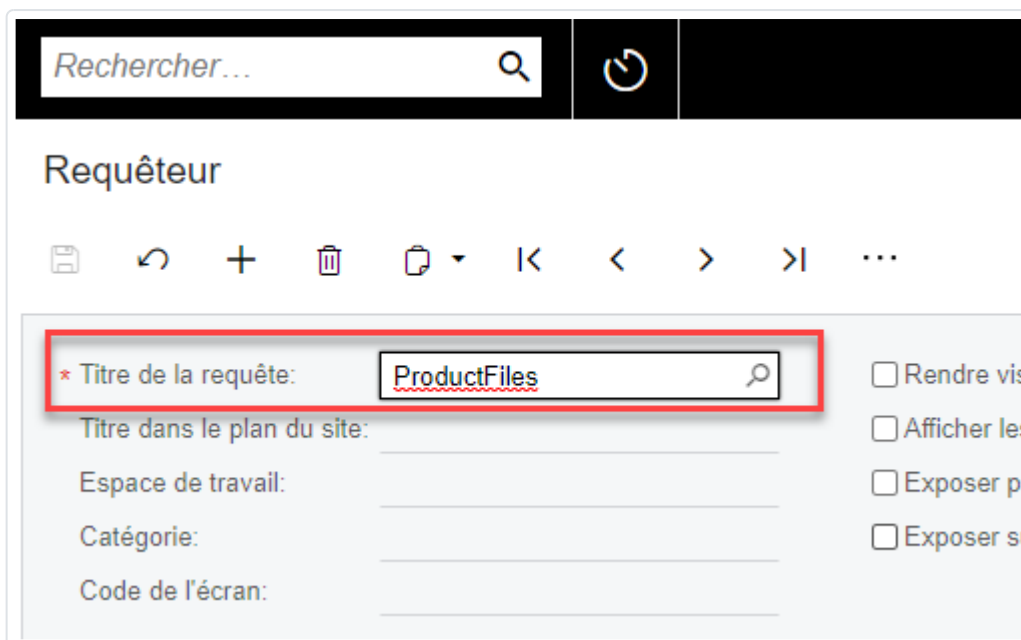 Rechercher...
Requêteur
* Titre de la requête: ProductFiles Rendre vis
Titre dans le plan du site: Afficher les
Espace de travail: Exposer p
Catégorie: Exposer s
Code de l'écran: